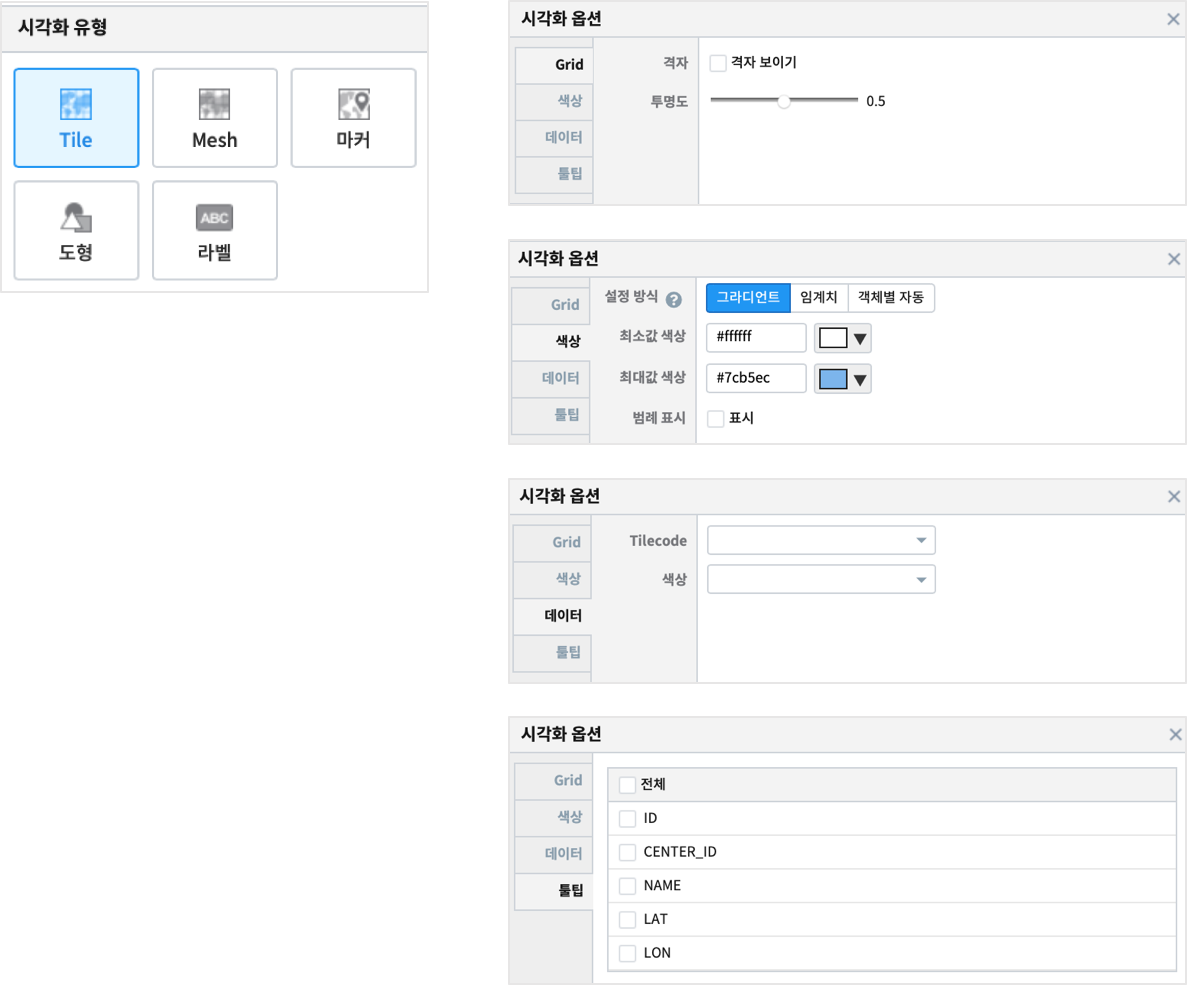 시각화 유형
Tile
Mesh
마커
도형
ABC
라벨
시각화 옵션
Grid
색상
데이터
툴팁
격자
격자 보이기
투명도
0.5
시각화 옵션
Grid
색상
데이터
툴팁
설정 방식 ?
그라디언트 임계치 객체별 자동
최소값 색상
#ffffff
최대값 색상
#7cb5ec
범례 표시
표시
시각화 옵션
Grid
색상
데이터
툴팁
Tilecode
색상
시각화 옵션
Grid
색상
데이터
툴팁
전체
ID
CENTER_ID
NAME
LAT
LON